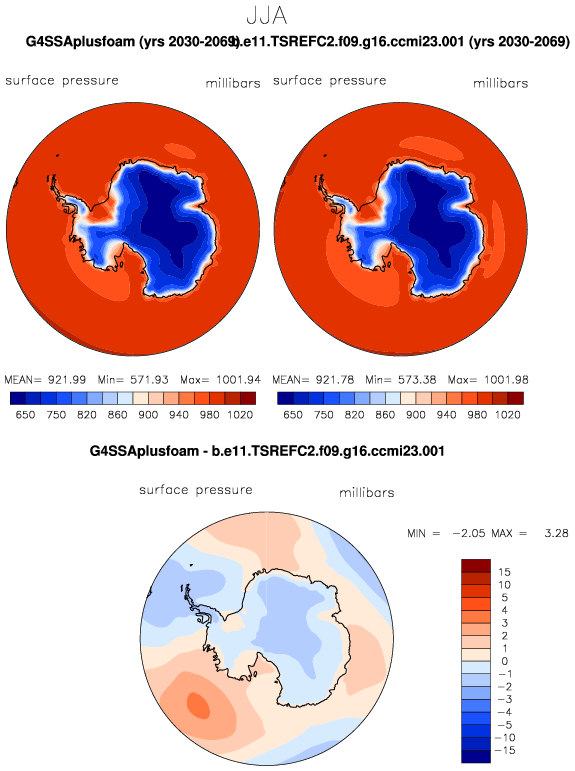 JJA
G4SSAplusfoam (yrs 2030-2069) b.e11.TSREFC2.f09.g16.ccmi23.001 (yrs 2030-2069)
surface pressure millibars surface pressure millibars
MEAN= 921.99 Min= 571.93 Max= 1001.94 MEAN= 921.78 Min= 573.38 Max= 1001.98
650 750 820 860 900 940 980 1020 650 750 820 860 900 940 980 1020
G4SSAplusfoam - b.e11.TSREFC2.f09.g16.ccmi23.001
surface pressure millibars
MIN = -2.05 MAX = 3.28
15
10
5
4
3
2
1
0
-1
-2
-3
-4
-5
-10
-15